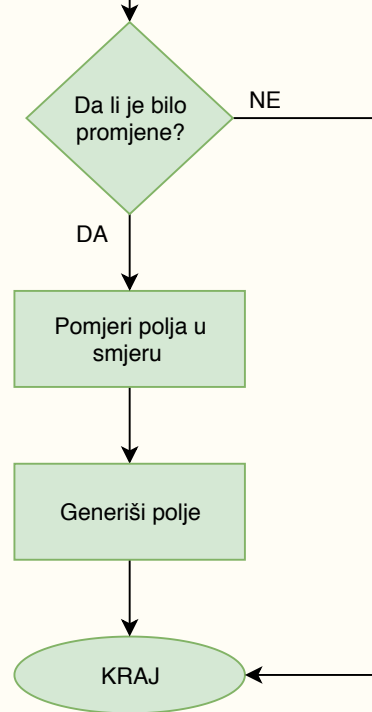 Da li je bilo
promjene?
NE
DA
Pomjeri polja u
smjeru
Generiši polje
KRAJ